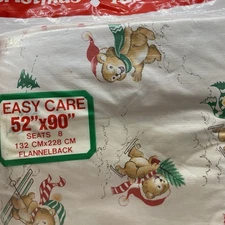 EASY CARE
52"x90"
SEATS 8
132 CMx228 CM
FLANNELBACK